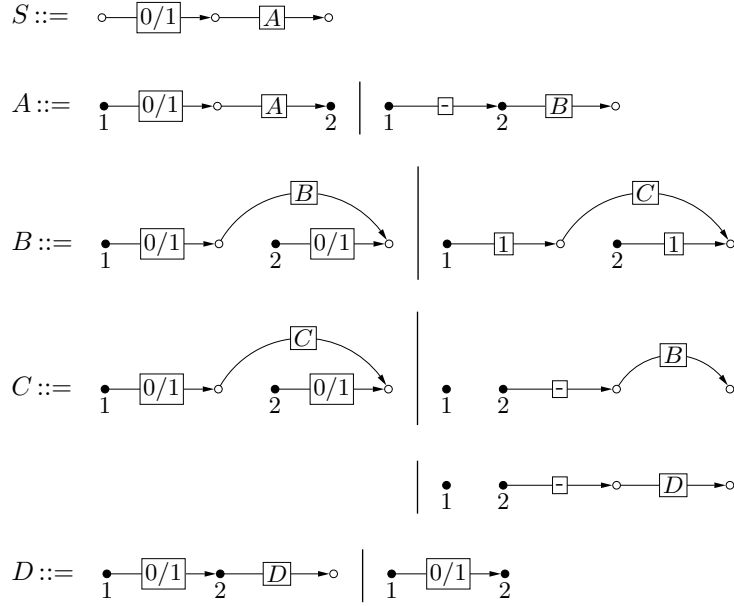 S ::= 0/1 A
A ::= 1 0/1 A 2 | 1 - 2 B
B ::= 1 0/1 B 2 0/1 | 1 1 C 2 1
C ::= 1 0/1 C 2 0/1 | 1 2 - B
| 1 2 - D
D ::= 1 0/1 2 D | 1 0/1 2